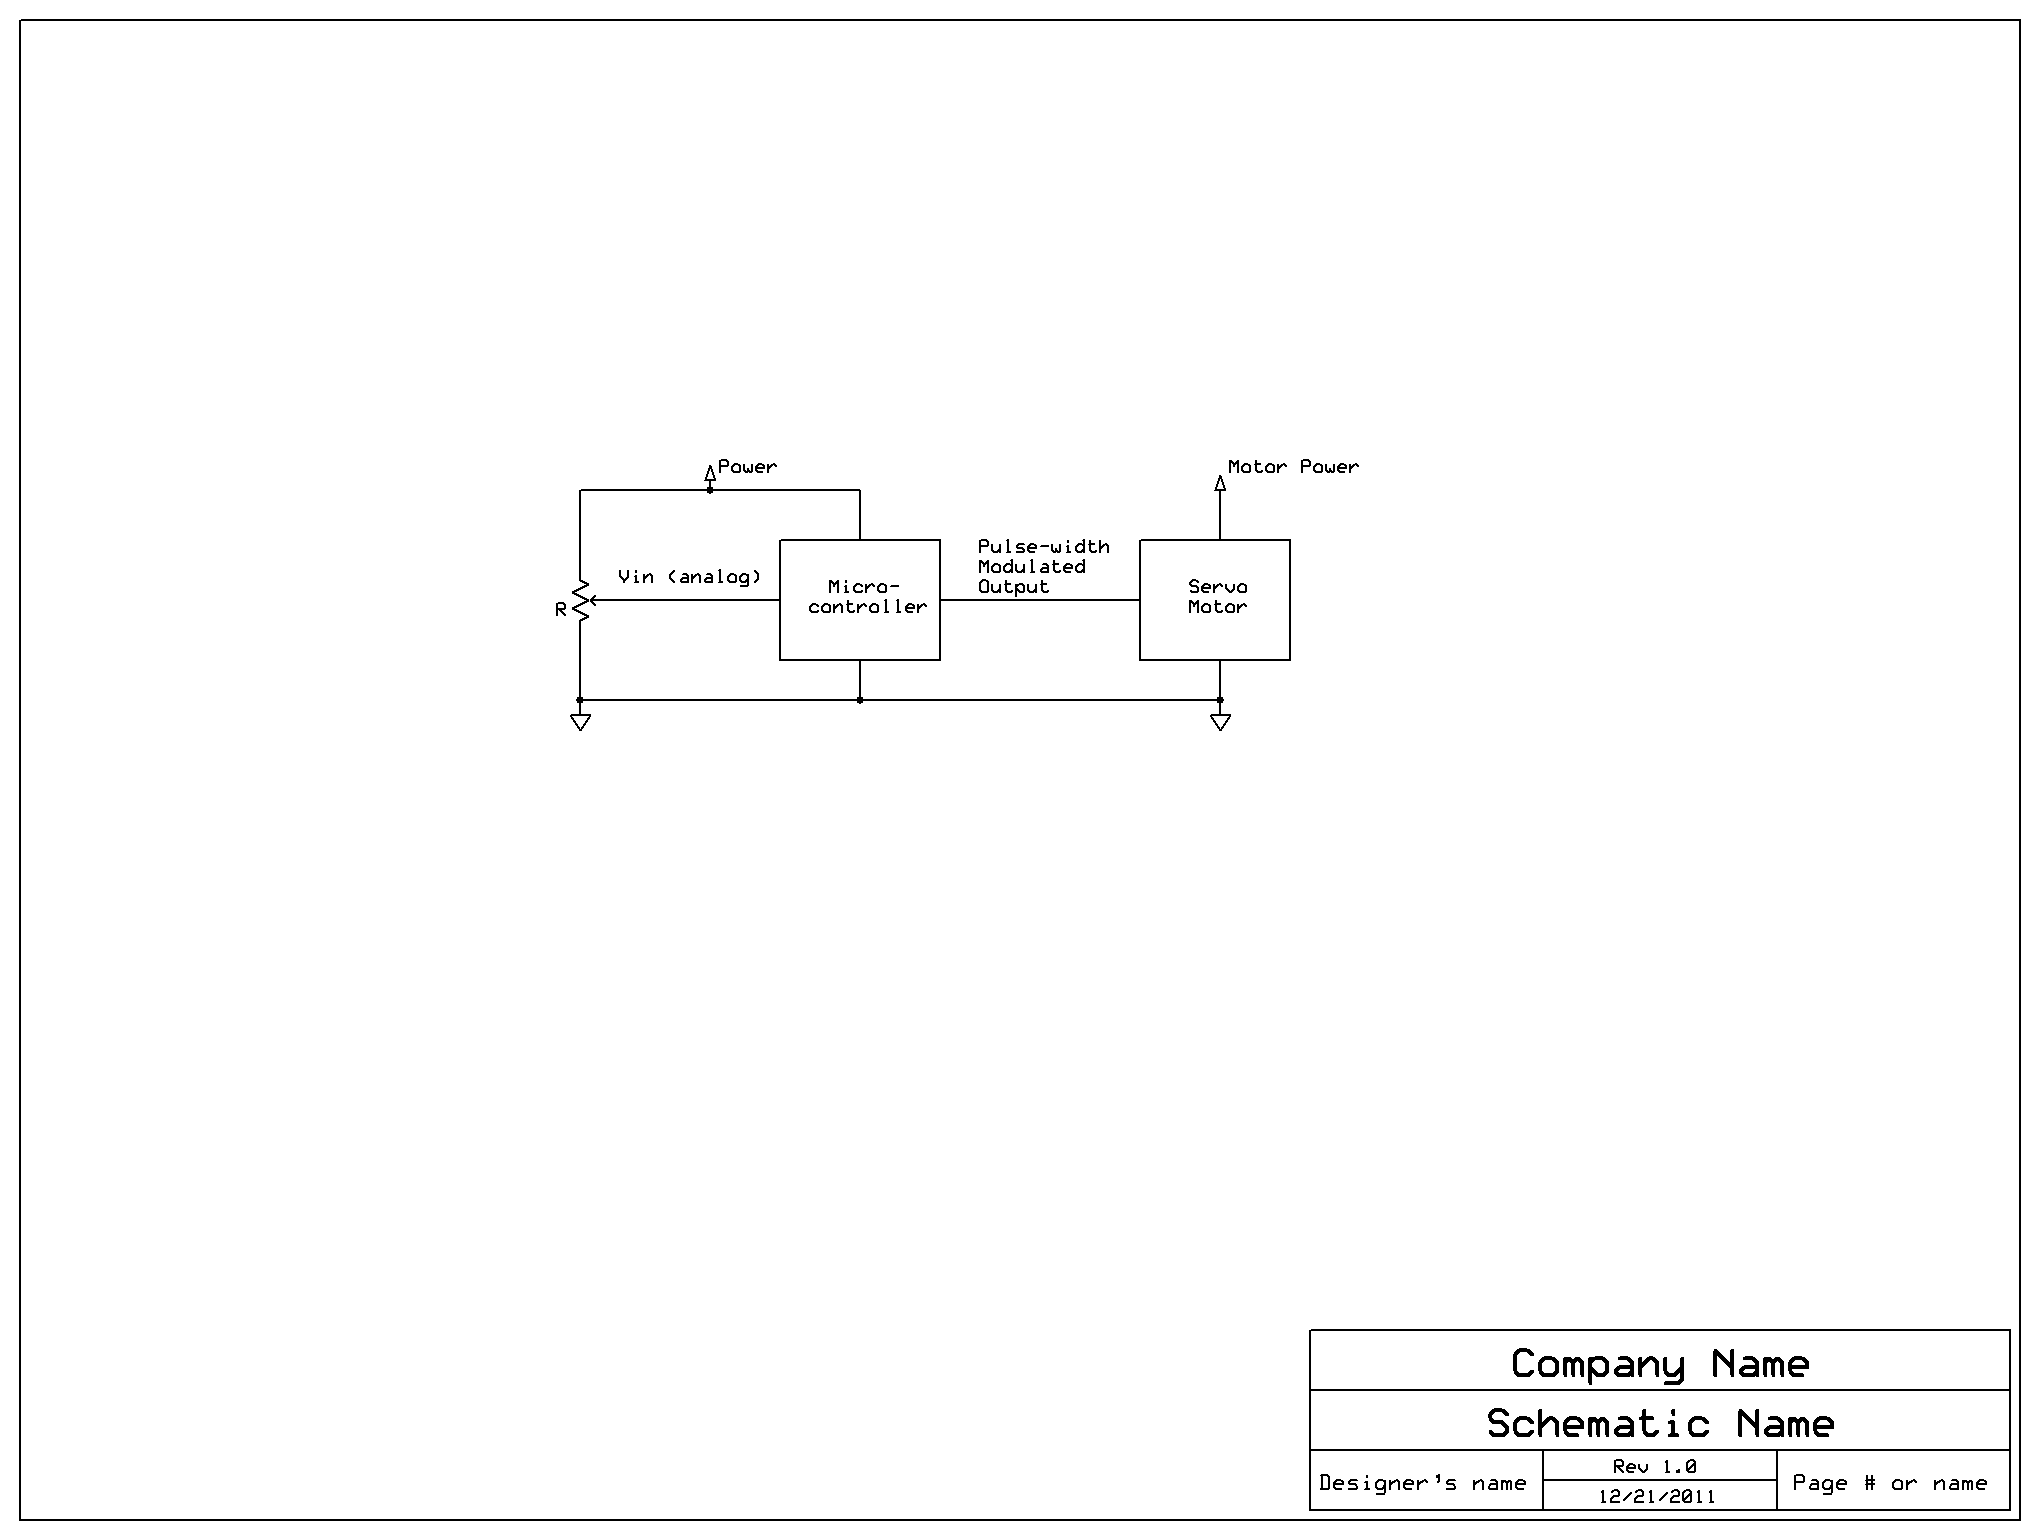 Power
Motor Power
Pulse-width
Modulated
Output
Vin (analog)
Micro-
controller
Servo
Motor
R
Company Name
Schematic Name
Designer's name
Rev 1.0
12/21/2011
Page # or name